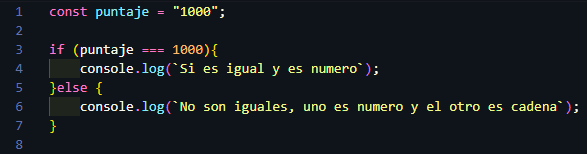 1 const puntaje = "1000";
2
3 if (puntaje === 1000){
4 console.log(`Si es igual y es numero`);
5 }else {
6 console.log(`No son iguales, uno es numero y el otro es cadena`);
7 }
8